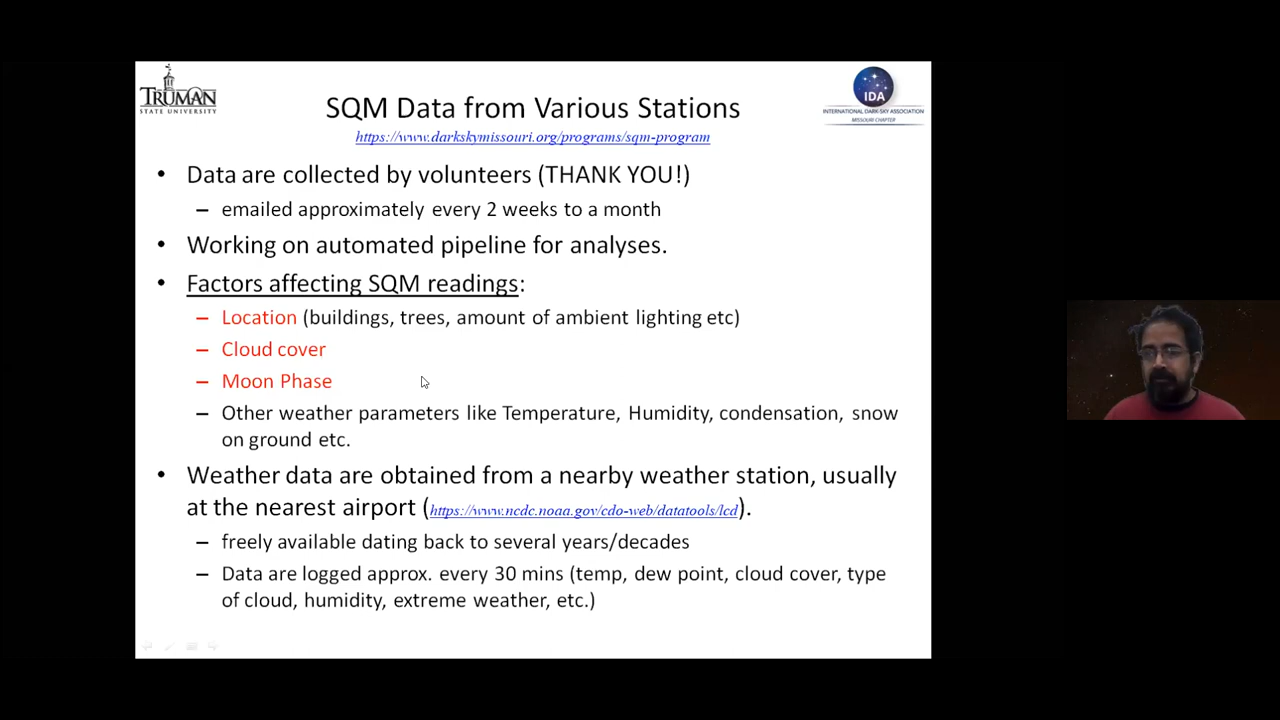 TRUMAN
STATE UNIVERSITY
SQM Data from Various Stations
https://www.darkskymissouri.org/programs/sqm-program
IDA
INTERNATIONAL DARK-SKY ASSOCIATION
MISSOURI CHAPTER
• Data are collected by volunteers (THANK YOU!)
– emailed approximately every 2 weeks to a month
• Working on automated pipeline for analyses.
• Factors affecting SQM readings:
– Location (buildings, trees, amount of ambient lighting etc)
– Cloud cover
– Moon Phase
– Other weather parameters like Temperature, Humidity, condensation, snow
on ground etc.
• Weather data are obtained from a nearby weather station, usually
at the nearest airport (https://www.ncdc.noaa.gov/cdo-web/datatools/lcd).
– freely available dating back to several years/decades
– Data are logged approx. every 30 mins (temp, dew point, cloud cover, type
of cloud, humidity, extreme weather, etc.)